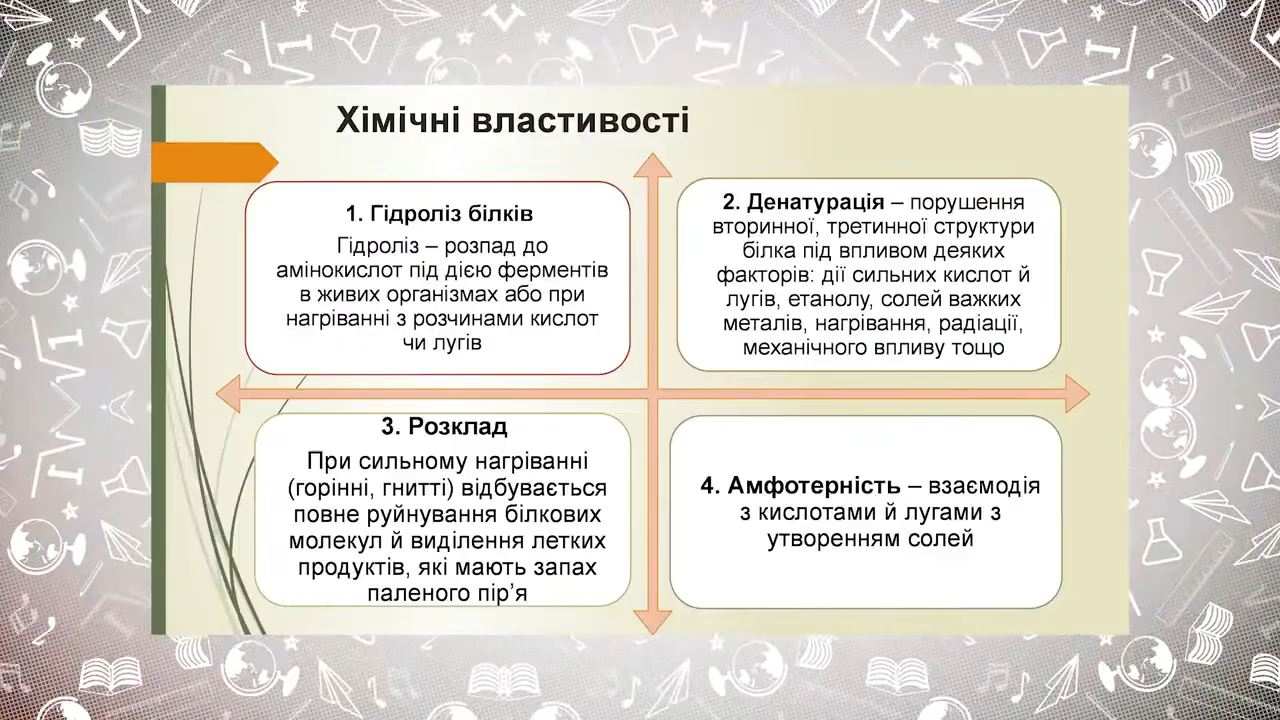 Хімічні властивості
1. Гідроліз білків
Гідроліз – розпад до
амінокислот під дією ферментів
в живих організмах або при
нагріванні з розчинами кислот
чи лугів
2. Денатурація – порушення
вторинної, третинної структури
білка під впливом деяких
факторів: дії сильних кислот й
лугів, етанолу, солей важких
металів, нагрівання, радіації,
механічного впливу тощо
3. Розклад
При сильному нагріванні
(горінні, гнитті) відбувається
повне руйнування білкових
молекул й виділення летких
продуктів, які мають запах
паленого пір’я
4. Амфотерність – взаємодія
з кислотами й лугами з
утворенням солей